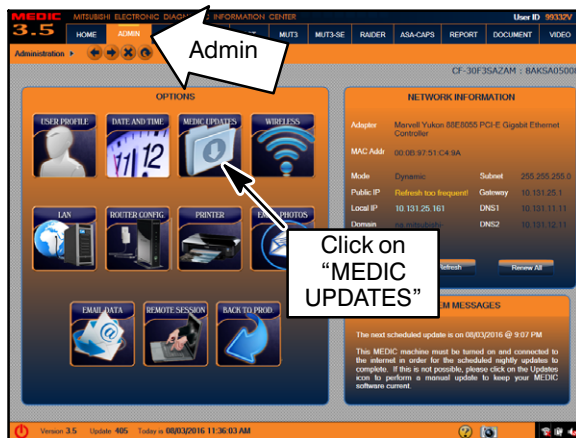 MEDIC MITSUBISHI ELECTRONIC DIAGNOSTIC INFORMATION CENTER User ID 99332V
3.5 HOME ADMIN MUT3 MUT3-SE RAIDER ASA-CAPS REPORT DOCUMENT VIDEO
Administration
Admin
CF-30F3SAZAM : 8AKSA0500
OPTIONS
USER PROFILE DATE AND TIME MEDIC UPDATES WIRELESS
LAN ROUTER CONFIG. PRINTER PHOTOS
EMAIL DATA REMOTE SESSION BACK TO PROD.
Click on
“MEDIC
UPDATES”
NETWORK INFORMATION
Adapter Marvell Yukon 88E8055 PCI-E Gigabit Ethernet
Controller
MAC Addr 00:0B:97:51:C4:9A
Mode Dynamic Subnet 255.255.255.0
Public IP Refresh too frequent! Gateway 10.131.25.1
Local IP 10.131.25.161 DNS1 10.131.11.11
Domain DNS2 10.131.12.11
Refresh Renew All
MESSAGES
The next scheduled update is on 08/03/2016 @ 9:07 PM
This MEDIC machine must be turned on and connected to
the internet in order for the scheduled nightly updates to
complete. If this is not possible, please click on the Updates
icon to perform a manual update to keep your MEDIC
software current.
Version 3.5 Update 405 Today is 08/03/2016 11:36:03 AM